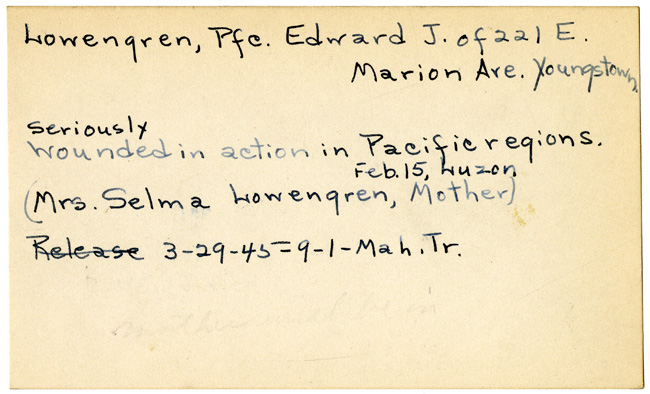 Lowengren, Pfc. Edward J. of 221 E.
Marion Ave. Youngstown
seriously
wounded in action in Pacific regions.
Feb. 15, Luzon
(Mrs. Selma Lowengren, Mother)
Release 3-29-45=9-1-Mah. Tr.